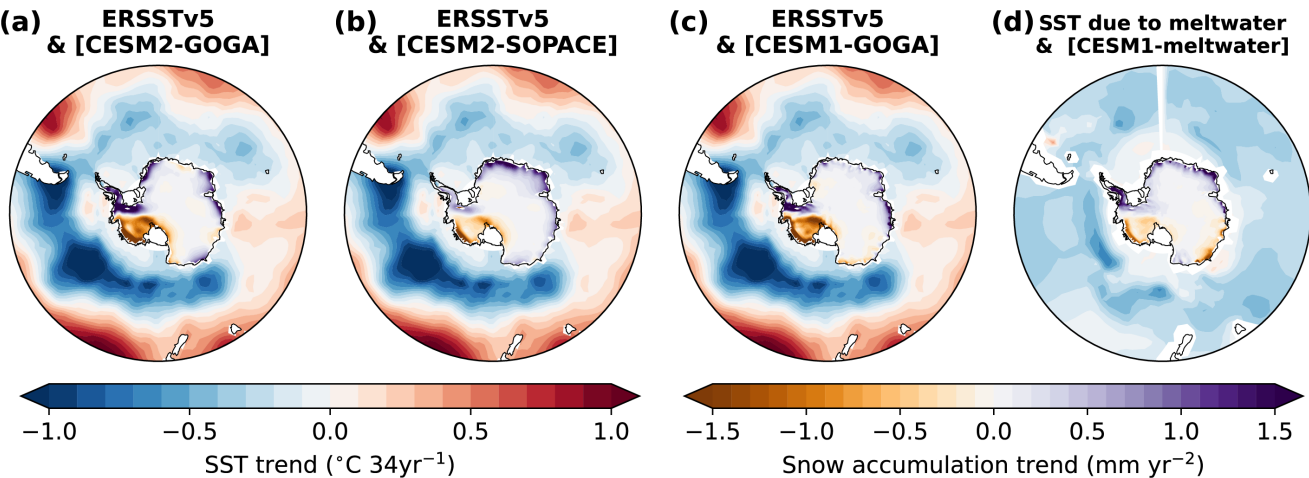 (a) ERSSTv5
& [CESM2-GOGA]
(b) ERSSTv5
& [CESM2-SOPACE]
(c) ERSSTv5
& [CESM1-GOGA]
(d) SST due to meltwater
& [CESM1-meltwater]
−1.0 −0.5 0.0 0.5 1.0
SST trend (°C 34yr⁻¹)
−1.5 −1.0 −0.5 0.0 0.5 1.0 1.5
Snow accumulation trend (mm yr⁻²)